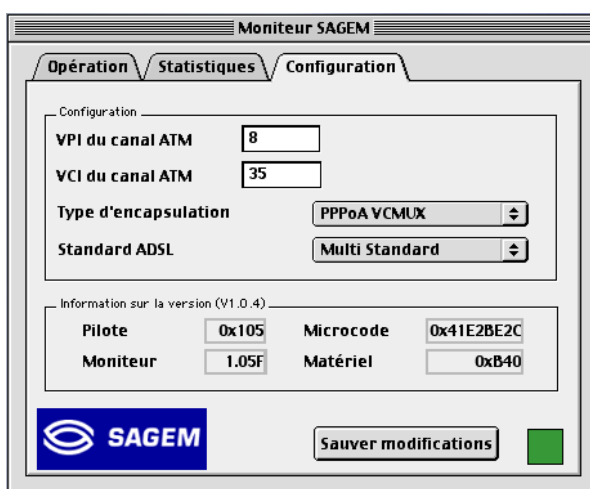 Moniteur SAGEM
Opération Statistiques Configuration
Configuration
VPI du canal ATM 8
VCI du canal ATM 35
Type d'encapsulation PPPoA VCMUX
Standard ADSL Multi Standard
Information sur la version (V1.0.4)
Pilote 0x105 Microcode 0x41E2BE2C
Moniteur 1.05F Matériel 0xB40
SAGEM Sauver modifications